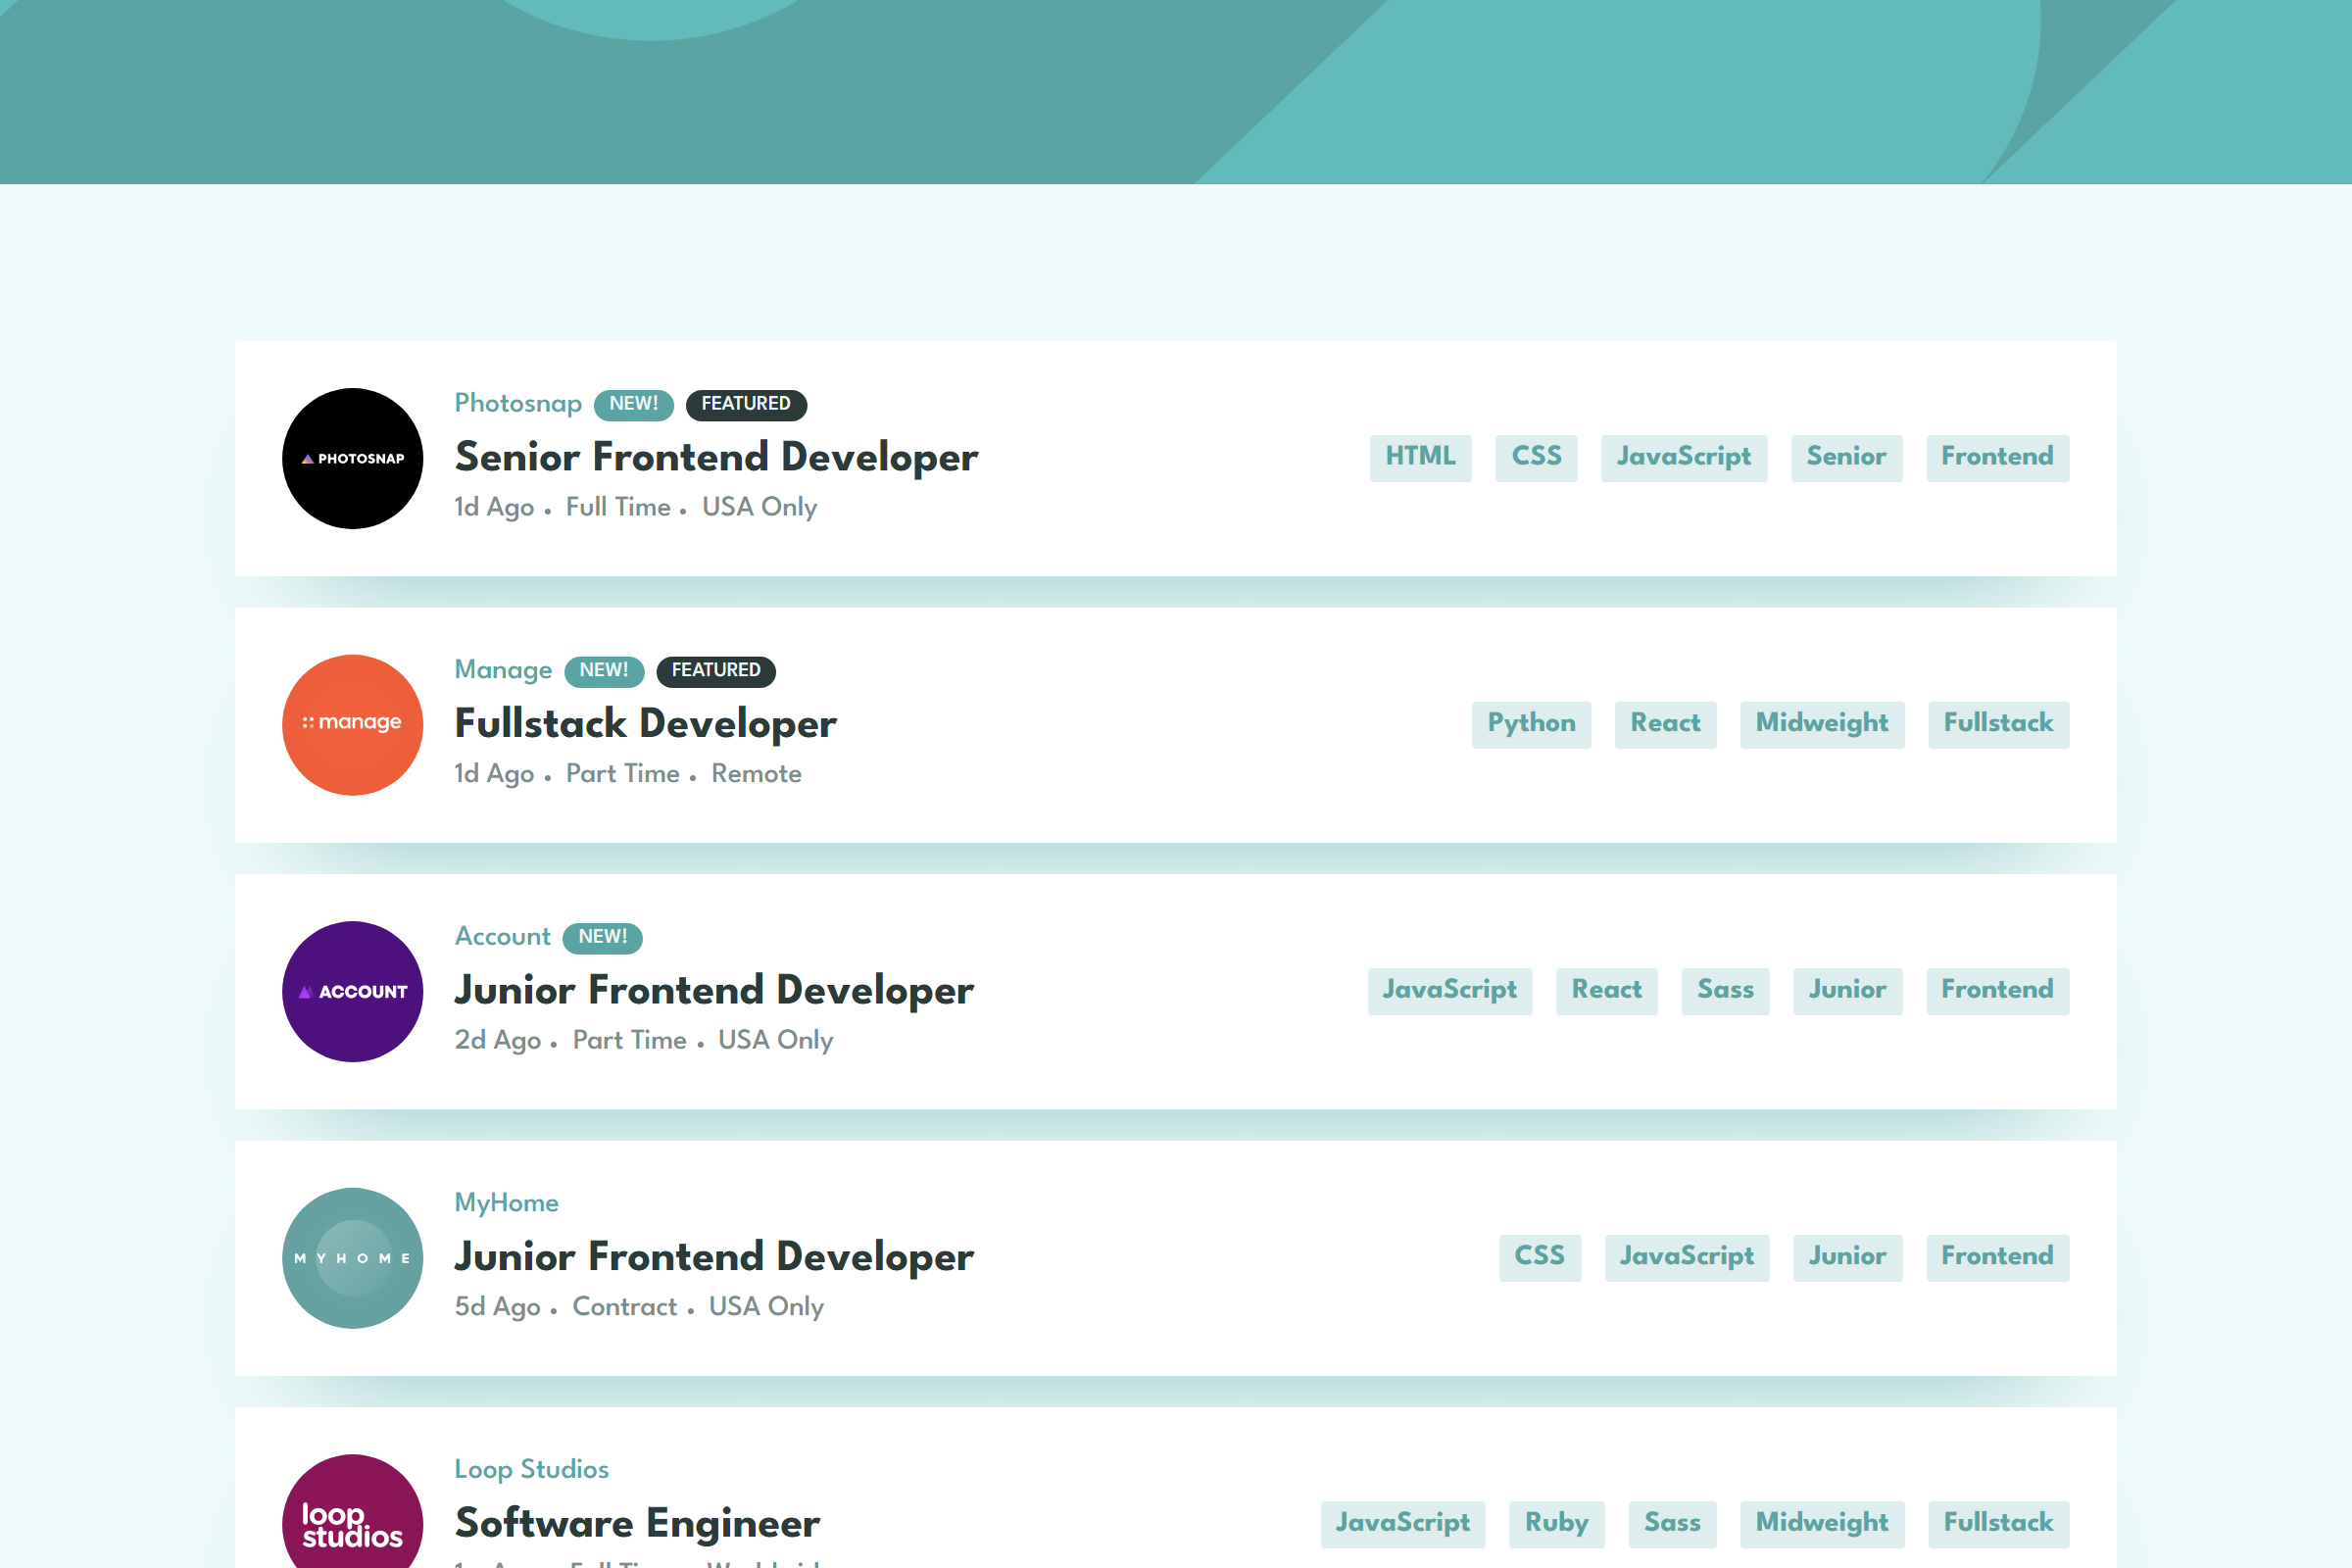 PHOTOSNAP
Photosnap NEW! FEATURED
Senior Frontend Developer
1d Ago • Full Time • USA Only
HTML CSS JavaScript Senior Frontend
manage
Manage NEW! FEATURED
Fullstack Developer
1d Ago • Part Time • Remote
Python React Midweight Fullstack
ACCOUNT
Account NEW!
Junior Frontend Developer
2d Ago • Part Time • USA Only
JavaScript React Sass Junior Frontend
MYHOME
MyHome
Junior Frontend Developer
5d Ago • Contract • USA Only
CSS JavaScript Junior Frontend
loop
studios
Loop Studios
Software Engineer
JavaScript Ruby Sass Midweight Fullstack